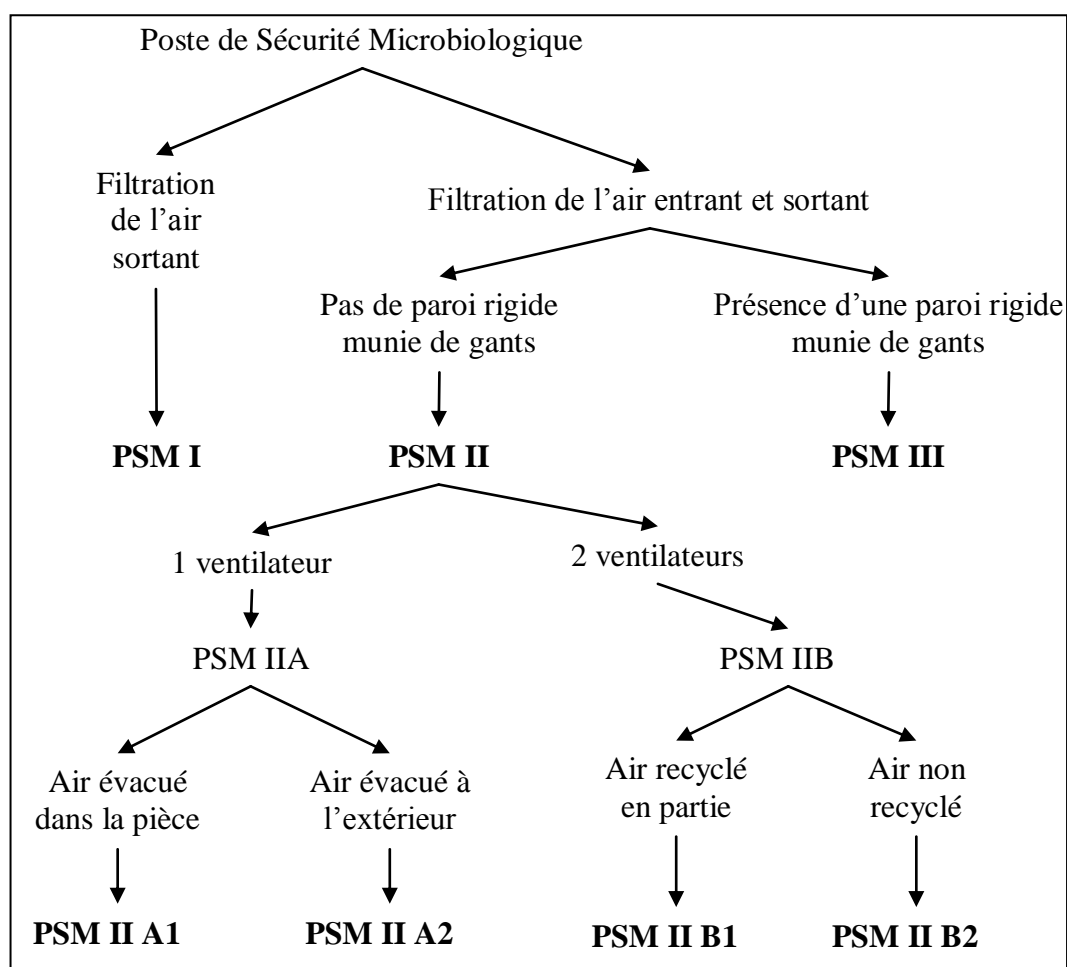 Poste de Sécurité Microbiologique
Filtration
de l’air
sortant
Filtration de l’air entrant et sortant
Pas de paroi rigide
munie de gants
Présence d’une paroi rigide
munie de gants
PSM I
PSM II
PSM III
1 ventilateur
2 ventilateurs
PSM IIA
PSM IIB
Air évacué
dans la pièce
Air évacué à
l’extérieur
Air recyclé
en partie
Air non
recyclé
PSM II A1
PSM II A2
PSM II B1
PSM II B2